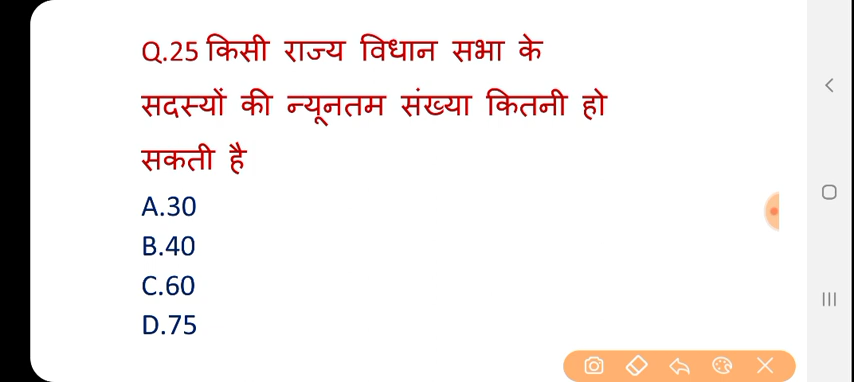 Q.25 किसी राज्य विधान सभा के
सदस्यों की न्यूनतम संख्या कितनी हो
सकती है
A.30
B.40
C.60
D.75